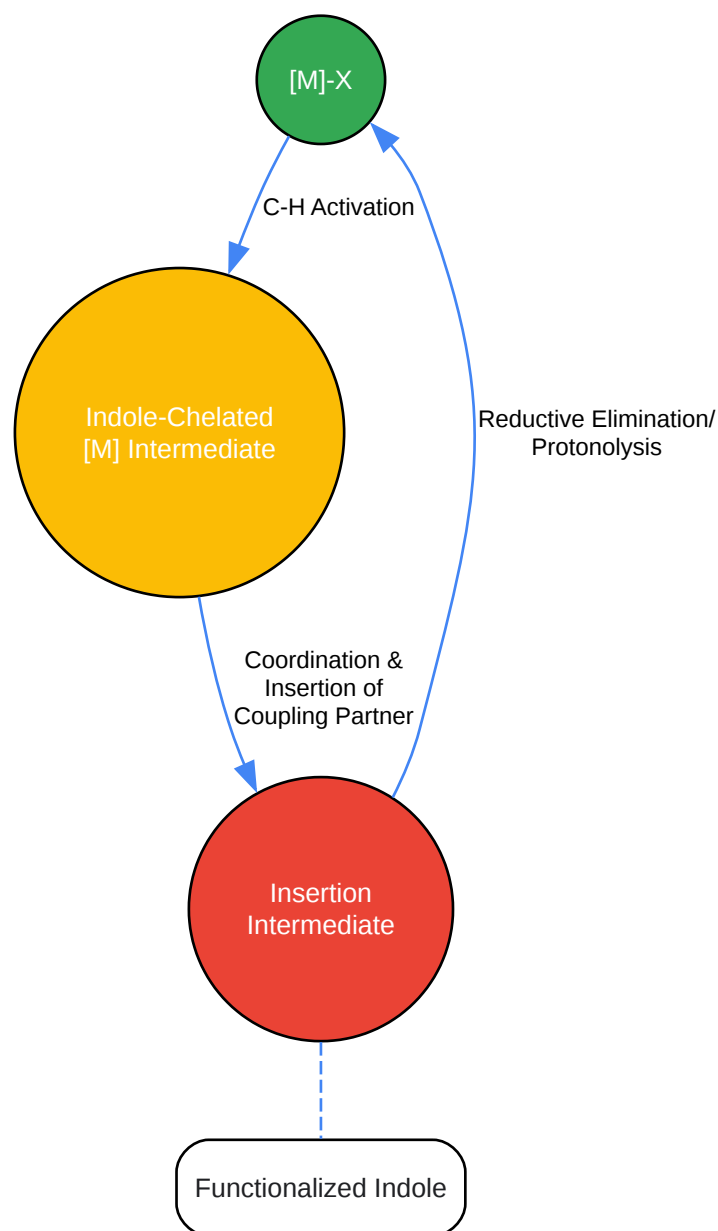 [M]-X
C-H Activation
Indole-Chelated
[M] Intermediate
Reductive Elimination/
Protonolysis
Coordination &
Insertion of
Coupling Partner
Insertion
Intermediate
Functionalized Indole